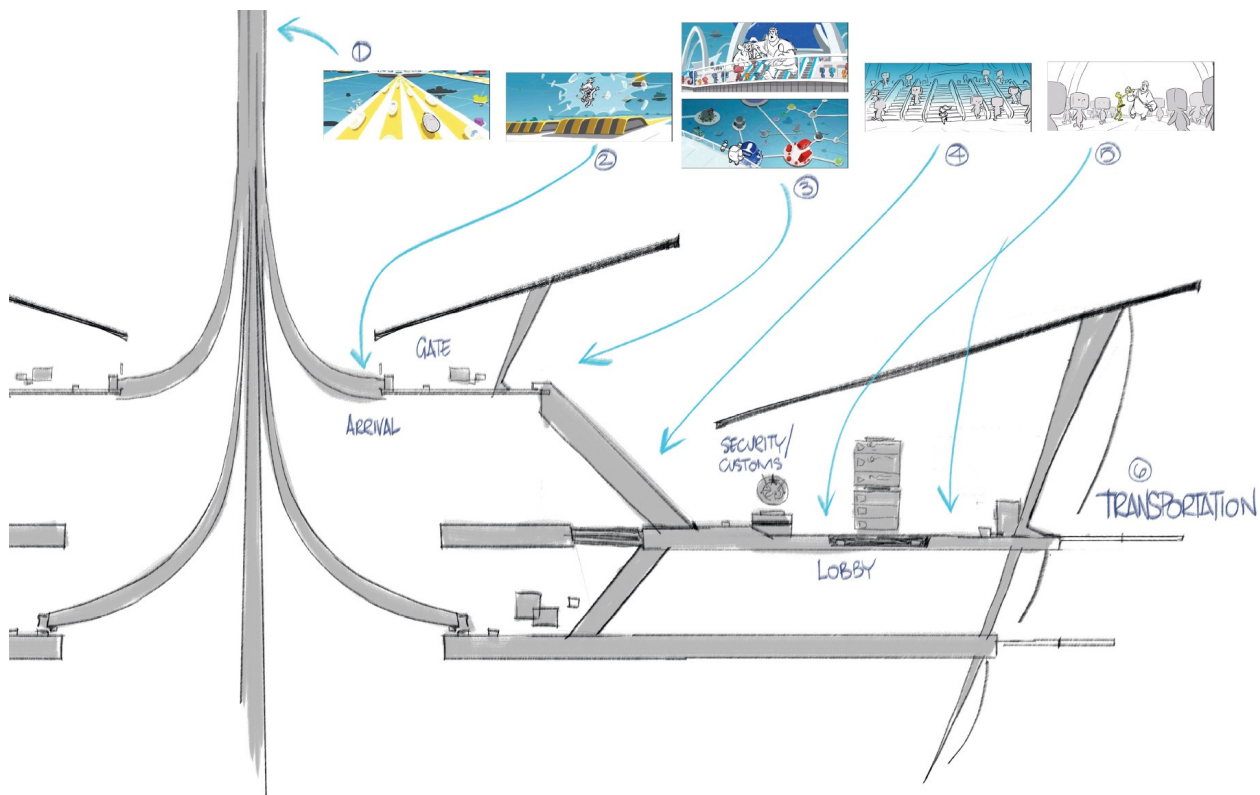 1
2
3
4
5
GATE
ARRIVAL
SECURITY/
CUSTOMS
6
TRANSPORTATION
LOBBY